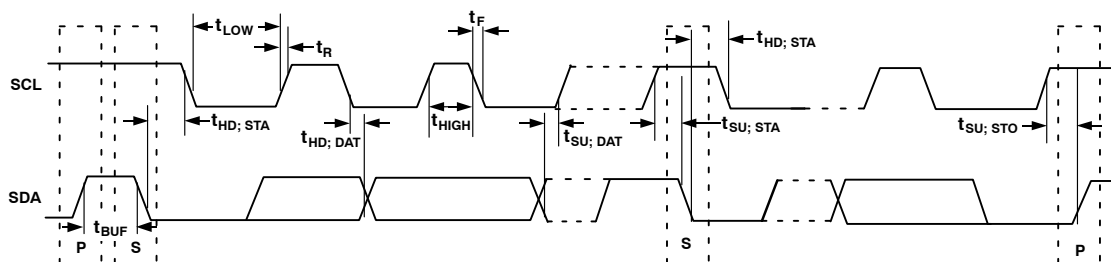 tLOW
tR
tF
tHD; STA
SCL
tHD; STA
tHD; DAT
tHIGH
tSU; DAT
tSU; STA
tSU; STO
SDA
tBUF
P
S
S
P